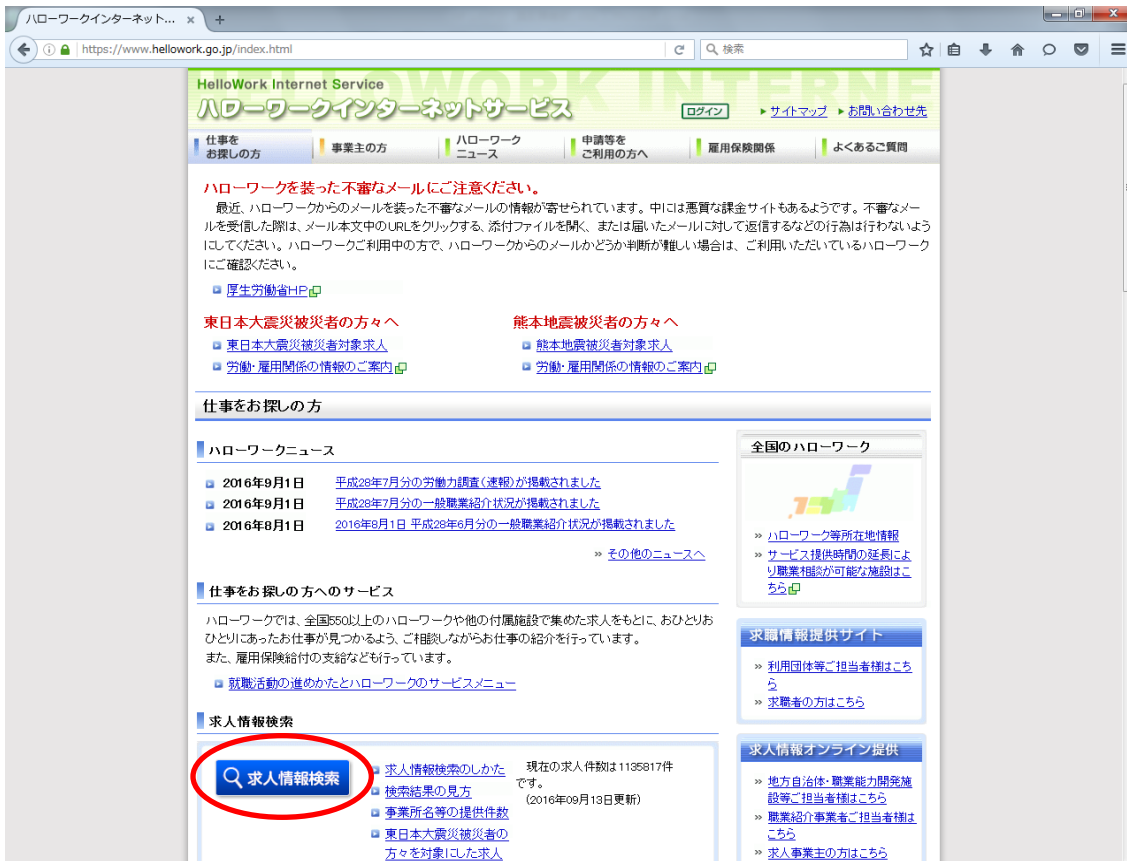 ハローワークインターネット... × +
https://www.hellowork.go.jp/index.html
検索
HelloWork Internet Service
ハローワークインターネットサービス
ログイン
サイトマップ
お問い合わせ先
仕事を
お探しの方
事業主の方
ハローワーク
ニュース
申請等を
ご利用の方へ
雇用保険関係
よくあるご質問
ハローワークを装った不審なメールにご注意ください。
最近、ハローワークからのメールを装った不審なメールの情報が寄せられています。中には悪質な課金サイトもあるようです。不審なメー
ルを受信した際は、メール本文中のURLをクリックする、添付ファイルを開く、または届いたメールに対して返信するなどの行為は行わないよう
にしてください。ハローワークご利用中の方で、ハローワークからのメールかどうか判断が難しい場合は、ご利用いただいているハローワーク
にご確認ください。
厚生労働省HP
東日本大震災被災者の方々へ
東日本大震災被災者対象求人
労働・雇用関係の情報のご案内
熊本地震被災者の方々へ
熊本地震被災者対象求人
労働・雇用関係の情報のご案内
仕事をお探しの方
ハローワークニュース
2016年9月1日 平成28年7月分の労働力調査(速報)が掲載されました
2016年9月1日 平成28年7月分の一般職業紹介状況が掲載されました
2016年8月1日 2016年8月1日 平成28年6月分の一般職業紹介状況が掲載されました
» その他のニュースへ
仕事をお探しの方へのサービス
ハローワークでは、全国550以上のハローワークや他の付属施設で集めた求人をもとに、おひとりお
ひとりにあったお仕事が見つかるよう、ご相談しながらお仕事の紹介を行っています。
また、雇用保険給付の支給なども行っています。
就職活動の進めかたとハローワークのサービスメニュー
求人情報検索
求人情報検索
求人情報検索のしかた
検索結果の見方
事業所名等の提供件数
東日本大震災被災者の
方々を対象にした求人
現在の求人件数は1135817件
です。
(2016年09月13日更新)
全国のハローワーク
» ハローワーク等所在地情報
» サービス提供時間の延長によ
り職業相談が可能な施設はこ
ちら
求職情報提供サイト
» 利用団体等ご担当者様はこち
ら
» 求職者の方はこちら
求人情報オンライン提供
» 地方自治体・職業能力開発施
設等ご担当者様はこちら
» 職業紹介事業者ご担当者様は
こちら
» 求人事業主の方はこちら